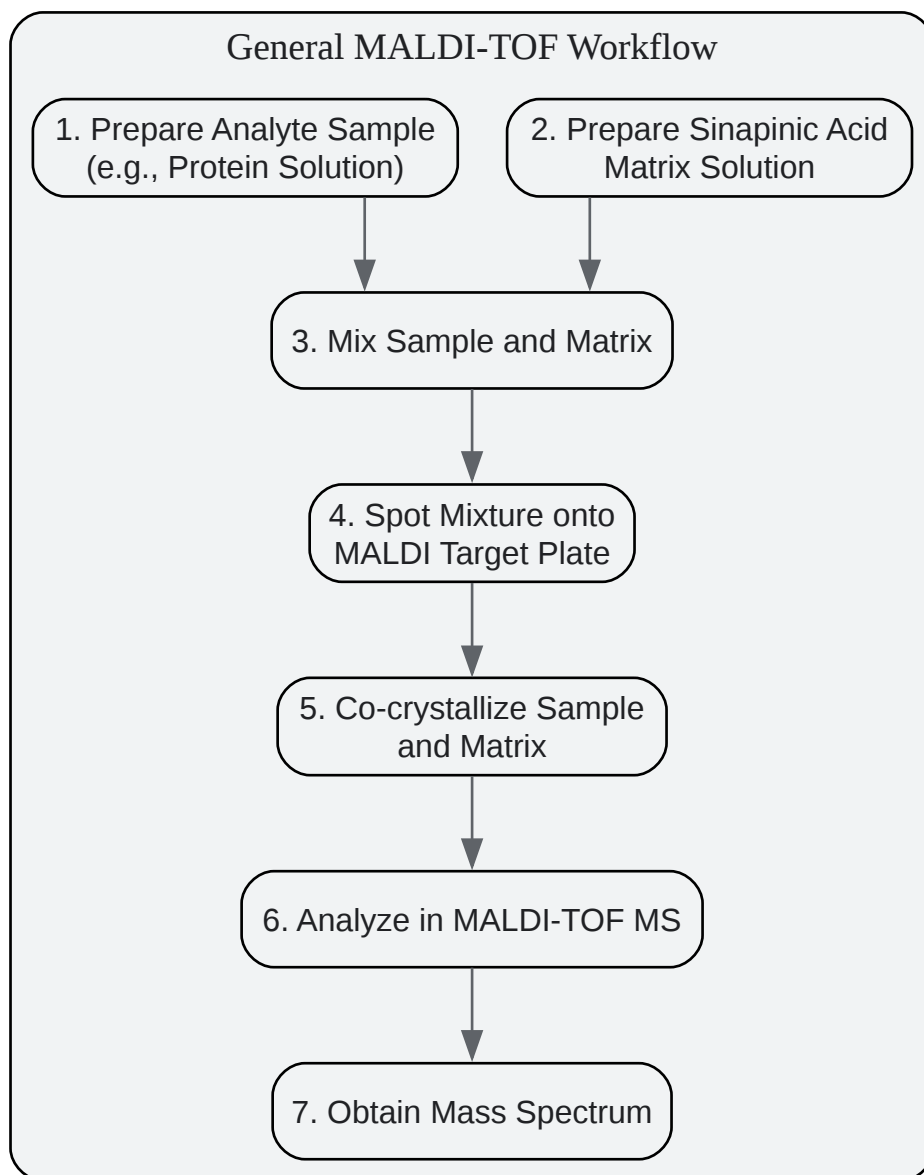 General MALDI-TOF Workflow
1. Prepare Analyte Sample
(e.g., Protein Solution)
2. Prepare Sinapinic Acid
Matrix Solution
3. Mix Sample and Matrix
4. Spot Mixture onto
MALDI Target Plate
5. Co-crystallize Sample
and Matrix
6. Analyze in MALDI-TOF MS
7. Obtain Mass Spectrum